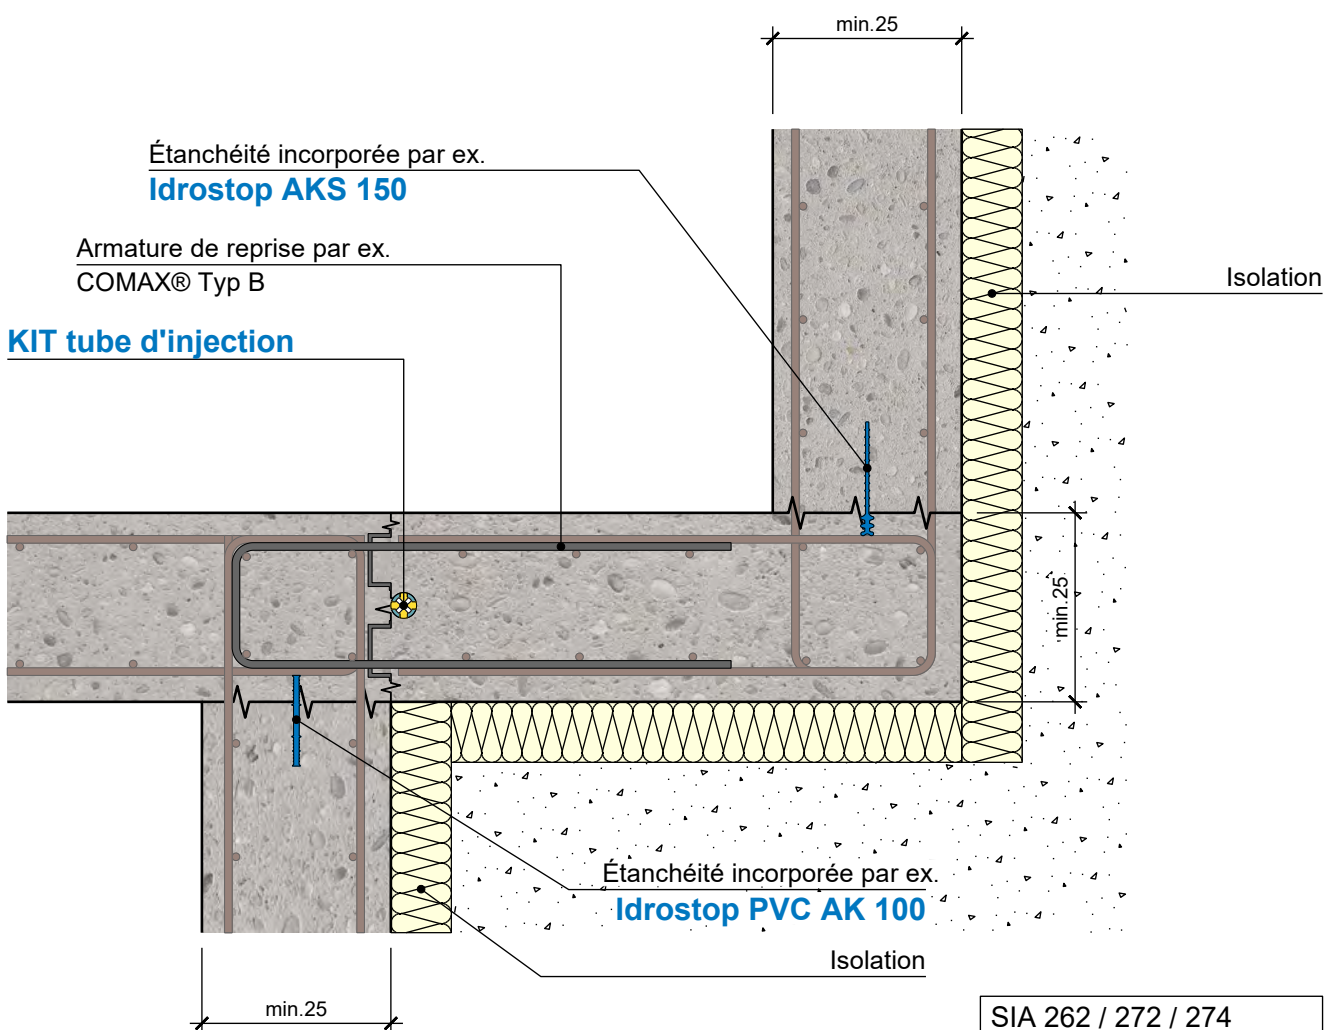 min.25
Étanchéité incorporée par ex.
Idrostop AKS 150
Armature de reprise par ex.
COMAX® Typ B
Isolation
KIT tube d'injection
min.25
Étanchéité incorporée par ex.
Idrostop PVC AK 100
Isolation
min.25
SIA 262 / 272 / 274